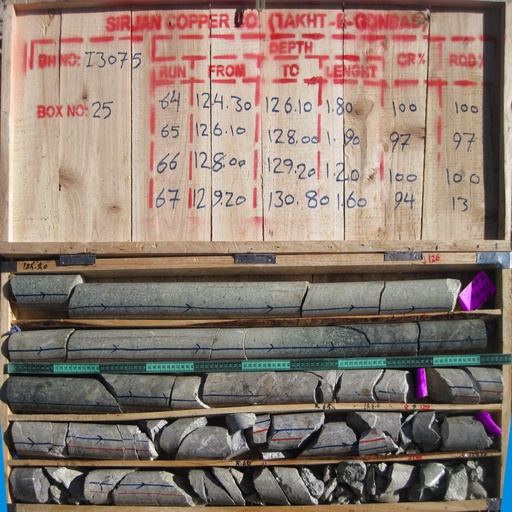 SIRJAN COPPER CO. (TAKHT-E-GONBAD)
DEPTH
BH NO: I3075
RUN FROM TO LENGHT CR% RQD%
BOX NO: 25
64 124.30 126.10 1.80 100 100
65 126.10 128.00 1.90 97 97
66 128.00 129.20 1.20 100 100
67 129.20 130.80 1.60 94 13
126